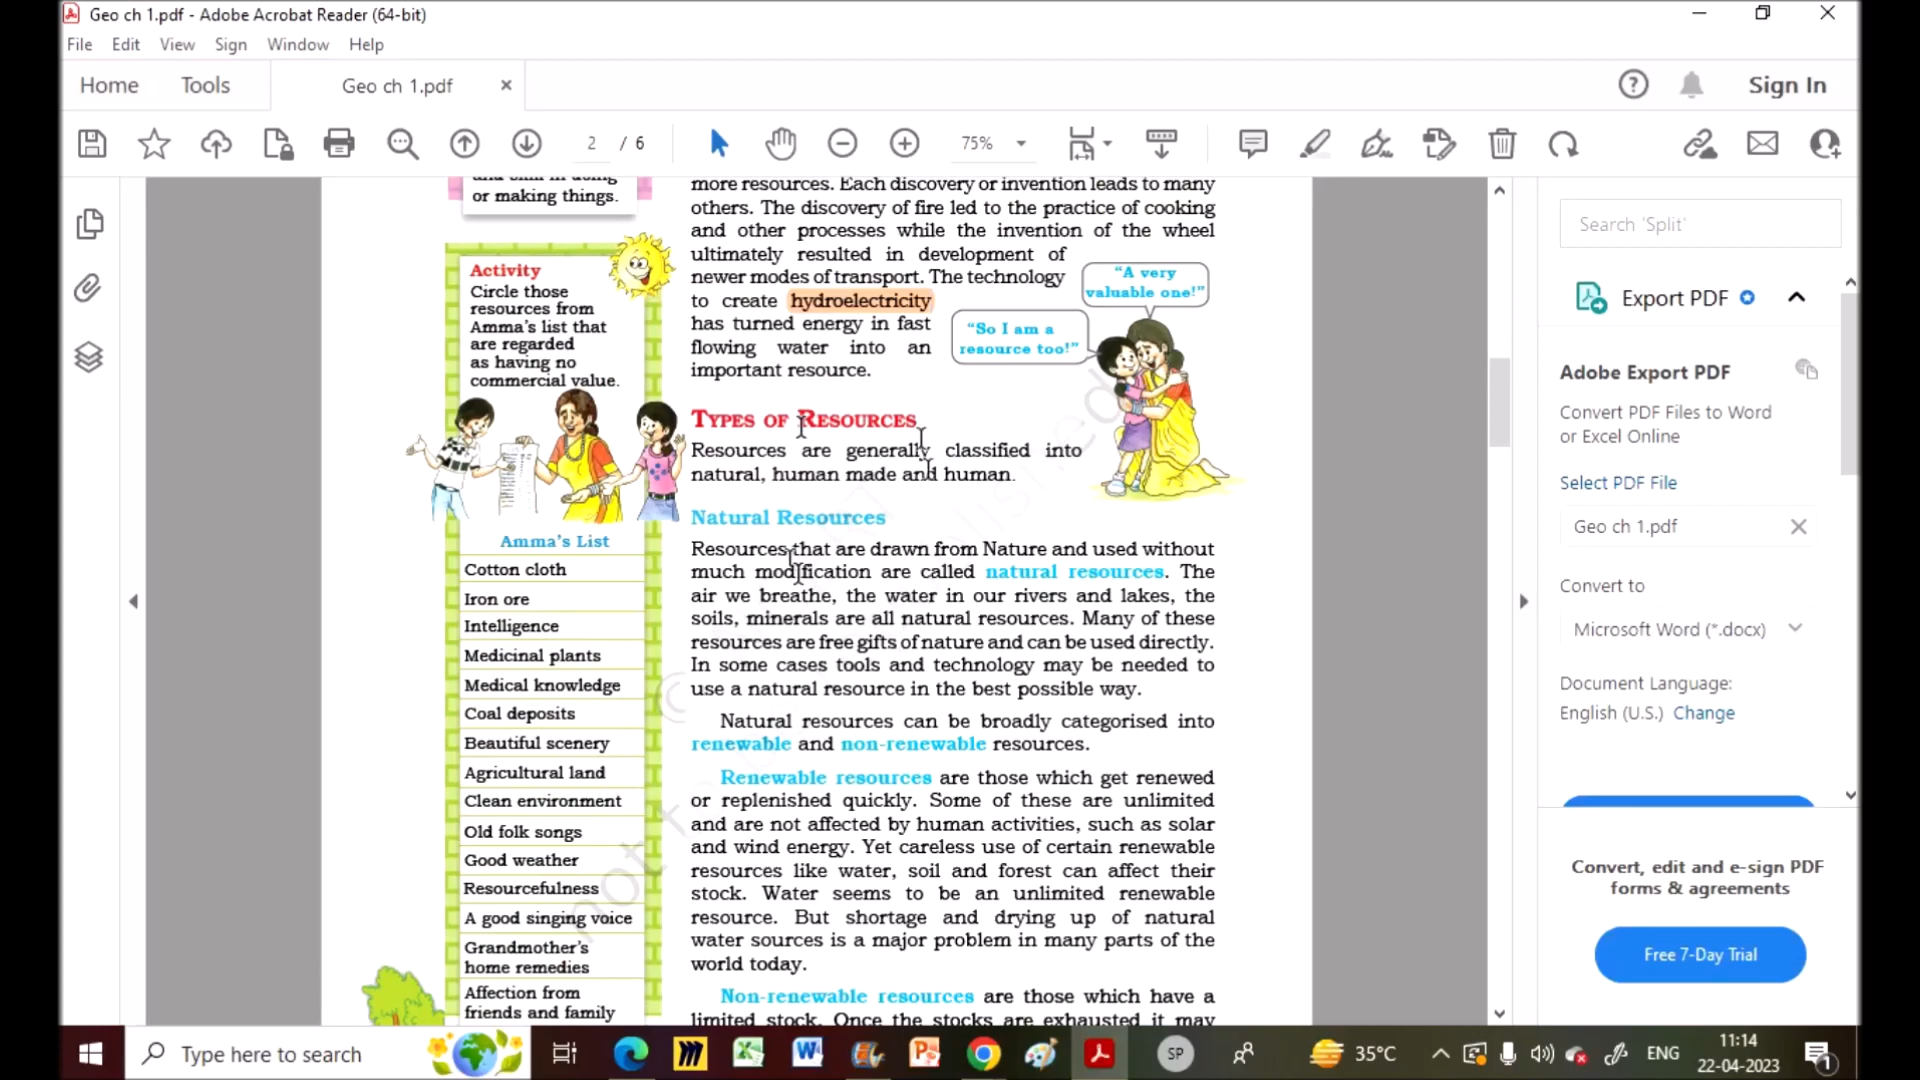 Geo ch 1.pdf - Adobe Acrobat Reader (64-bit)
File Edit View Sign Window Help
Home Tools Geo ch 1.pdf × Sign In
2 / 6 75%
or making things.
more resources. Each discovery or invention leads to many
others. The discovery of fire led to the practice of cooking
and other processes while the invention of the wheel
ultimately resulted in development of
newer modes of transport. The technology
to create hydroelectricity
has turned energy in fast
flowing water into an
important resource.
"A very
valuable one!"
"So I am a
resource too!"
Activity
Circle those
resources from
Amma's list that
are regarded
as having no
commercial value.
Amma's List
Cotton cloth
Iron ore
Intelligence
Medicinal plants
Medical knowledge
Coal deposits
Beautiful scenery
Agricultural land
Clean environment
Old folk songs
Good weather
Resourcefulness
A good singing voice
Grandmother's
home remedies
Affection from
friends and family
TYPES OF RESOURCES
Resources are generally classified into
natural, human made and human.
Natural Resources
Resources that are drawn from Nature and used without
much modification are called natural resources. The
air we breathe, the water in our rivers and lakes, the
soils, minerals are all natural resources. Many of these
resources are free gifts of nature and can be used directly.
In some cases tools and technology may be needed to
use a natural resource in the best possible way.
Natural resources can be broadly categorised into
renewable and non-renewable resources.
Renewable resources are those which get renewed
or replenished quickly. Some of these are unlimited
and are not affected by human activities, such as solar
and wind energy. Yet careless use of certain renewable
resources like water, soil and forest can affect their
stock. Water seems to be an unlimited renewable
resource. But shortage and drying up of natural
water sources is a major problem in many parts of the
world today.
Non-renewable resources are those which have a
limited stock. Once the stocks are exhausted it may
Search 'Split'
Export PDF
Adobe Export PDF
Convert PDF Files to Word
or Excel Online
Select PDF File
Geo ch 1.pdf
Convert to
Microsoft Word (*.docx)
Document Language:
English (U.S.) Change
Convert, edit and e-sign PDF
forms & agreements
Free 7-Day Trial
Type here to search
SP
35°C
ENG
11:14
22-04-2023
1